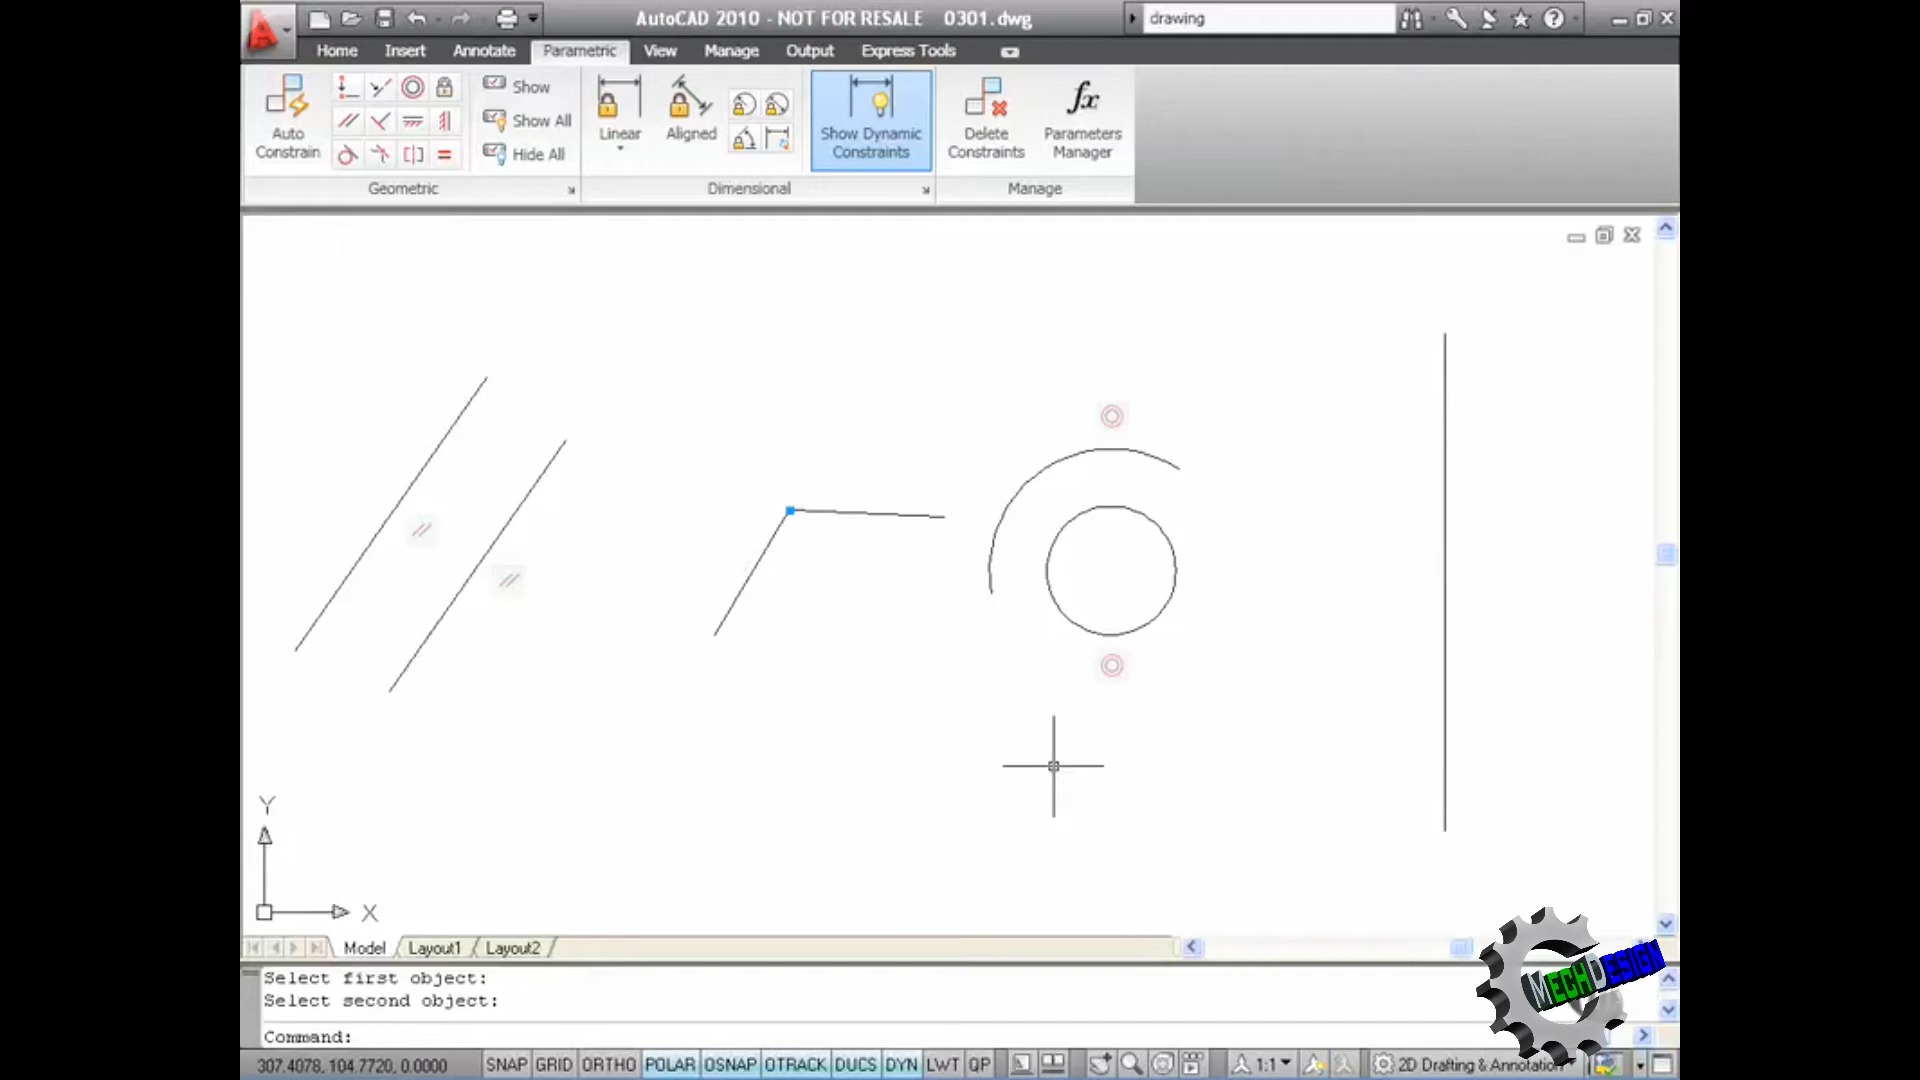 AutoCAD 2010 - NOT FOR RESALE 0301.dwg
drawing
Home Insert Annotate Parametric View Manage Output Express Tools
Show
Show All
Hide All
Auto Constrain
Linear
Aligned
Show Dynamic Constraints
Delete Constraints
fx
Parameters Manager
Geometric
Dimensional
Manage
Y
X
Model Layout1 Layout2
Select first object:
Select second object:
Command:
MECHDESIGN
307.4078, 104.7720, 0.0000 SNAP GRID ORTHO POLAR OSNAP OTRACK DUCS DYN LWT QP 1:1 2D Drafting & Annotation